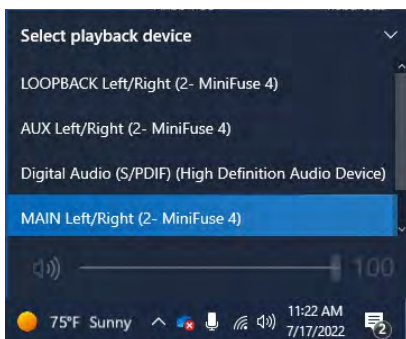 Select playback device
LOOPBACK Left/Right (2- MiniFuse 4)
AUX Left/Right (2- MiniFuse 4)
Digital Audio (S/PDIF) (High Definition Audio Device)
MAIN Left/Right (2- MiniFuse 4)
100
75°F Sunny
11:22 AM
7/17/2022
2